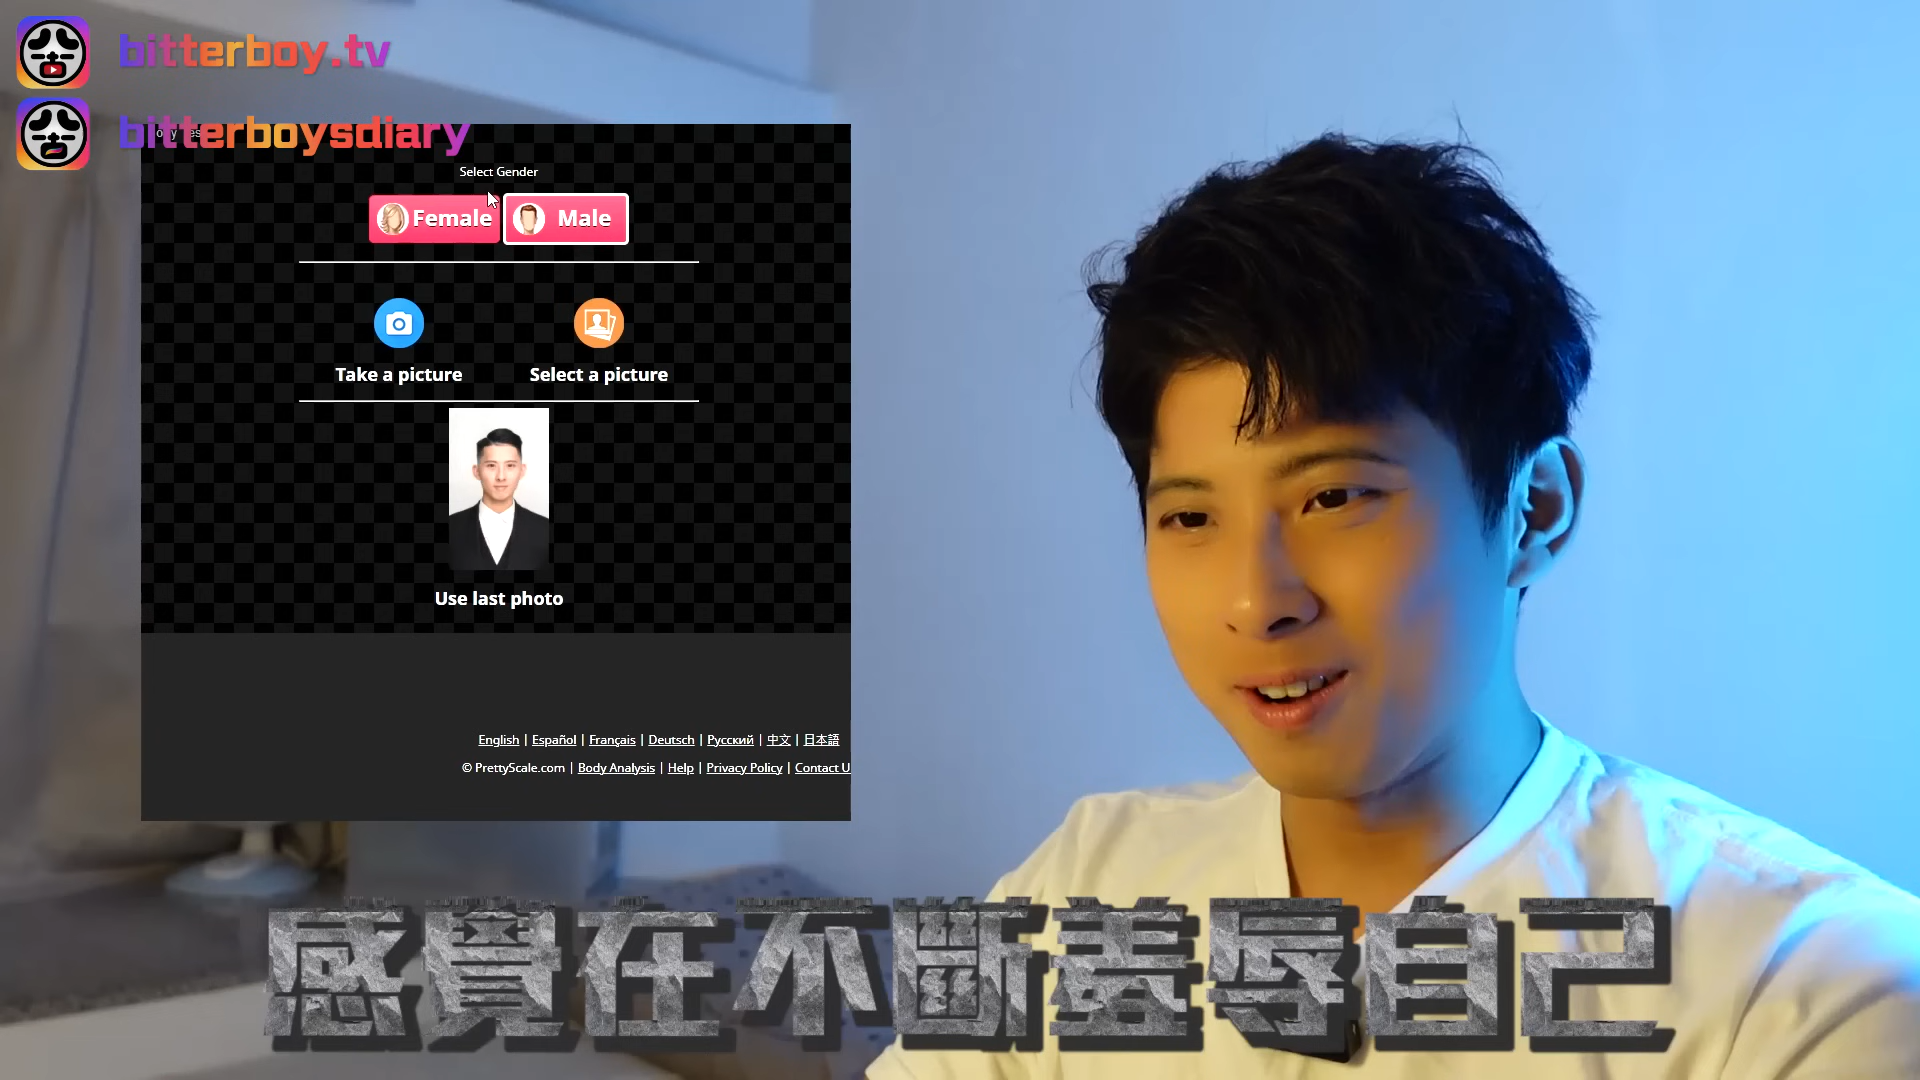 bitterboy.tv
bitterboysdiary
Select Gender
Female
Male
Take a picture
Select a picture
Use last photo
English | Español | Français | Deutsch | Русский | 中文 | 日本語
© PrettyScale.com | Body Analysis | Help | Privacy Policy | Contact U
感覺在不斷羞辱自己